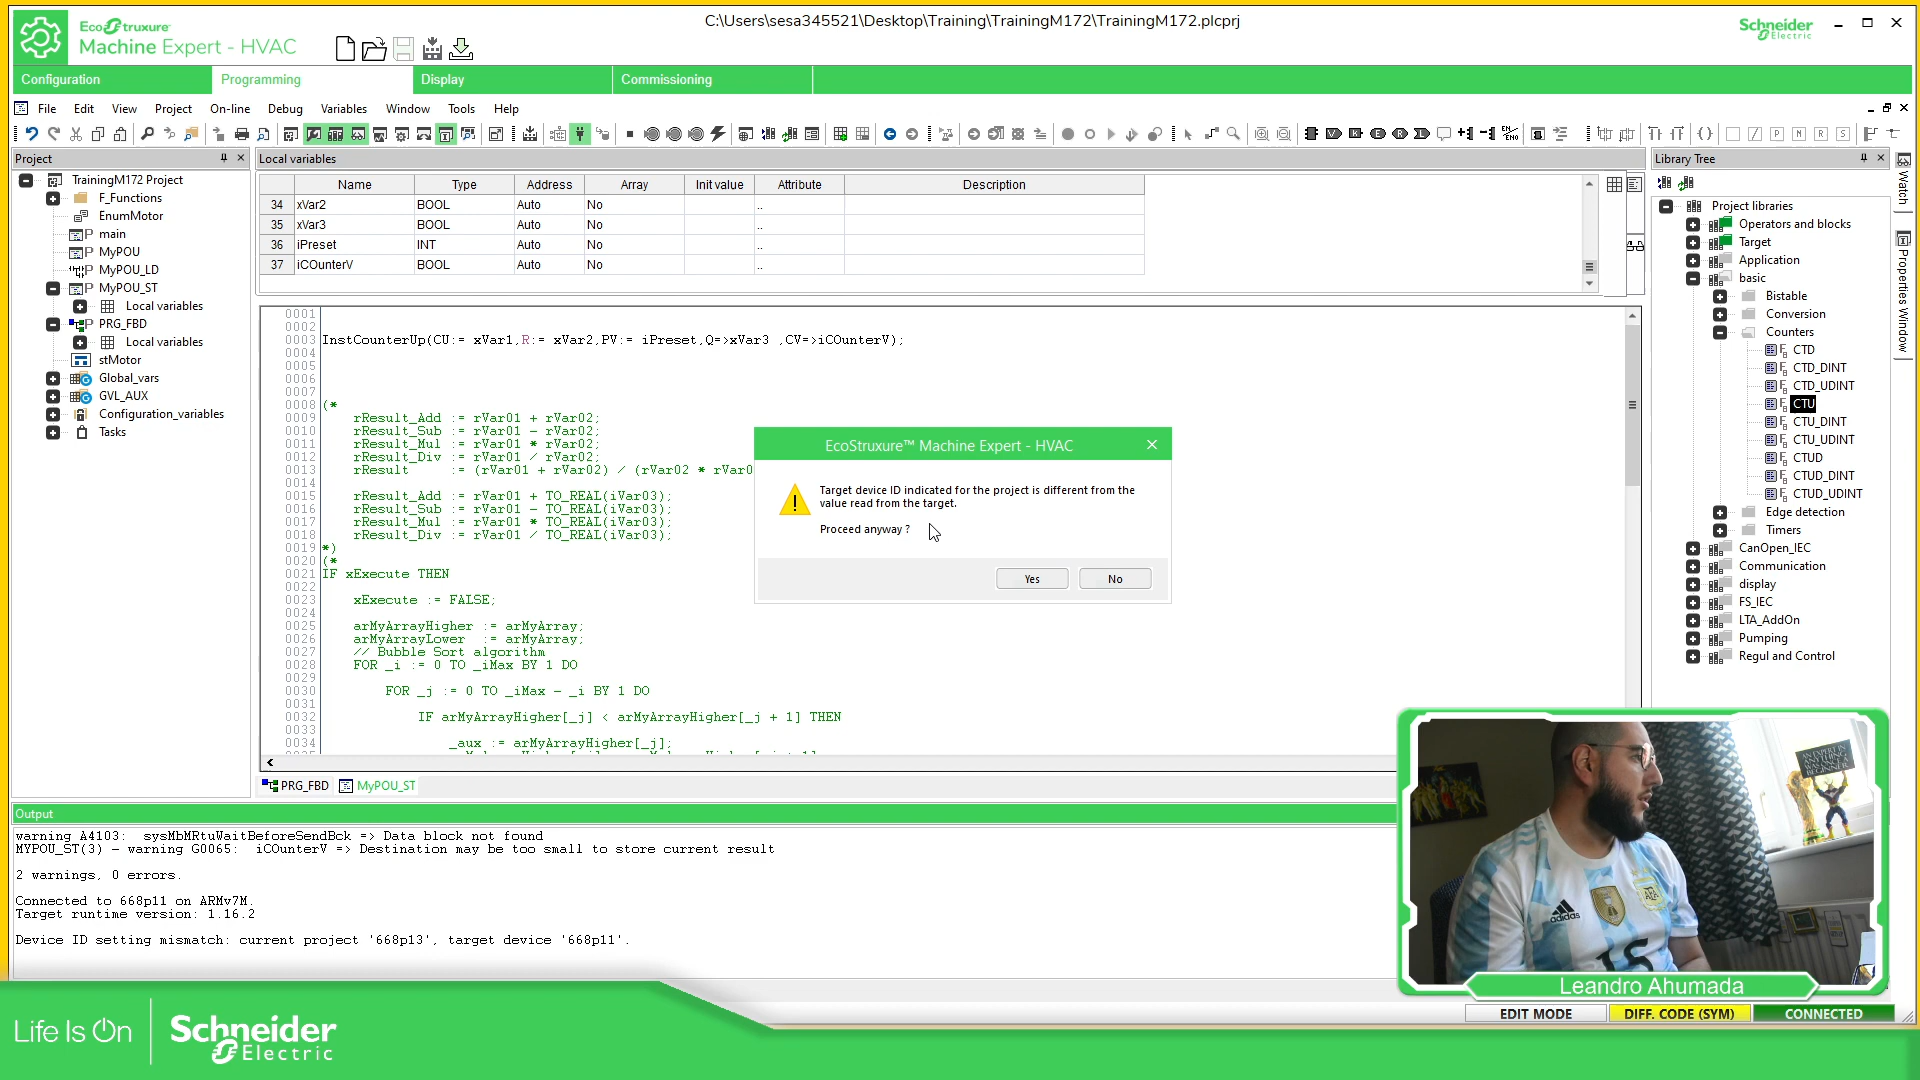 C:\Users\sesa345521\Desktop\Training\TrainingM172\TrainingM172.plcprj
EcoStruxure
Machine Expert - HVAC
Schneider
Electric
Configuration Programming Display Commissioning
File Edit View Project On-line Debug Variables Window Tools Help
Project
Local variables
Library Tree
Watch
Properties Window
TrainingM172 Project
F_Functions
EnumMotor
main
MyPOU
MyPOU_LD
MyPOU_ST
Local variables
PRG_FBD
Local variables
stMotor
Global_vars
GVL_AUX
Configuration_variables
Tasks
Name Type Address Array Init value Attribute Description
34 xVar2 BOOL Auto No ..
35 xVar3 BOOL Auto No ..
36 iPreset INT Auto No ..
37 iCOunterV BOOL Auto No ..
0001
0002
0003 InstCounterUp(CU:= xVar1,R:= xVar2,PV:= iPreset,Q=>xVar3 ,CV=>iCOunterV);
0004
0005
0006
0007
0008 (*
0009 rResult_Add := rVar01 + rVar02;
0010 rResult_Sub := rVar01 - rVar02;
0011 rResult_Mul := rVar01 * rVar02;
0012 rResult_Div := rVar01 / rVar02;
0013 rResult := (rVar01 + rVar02) / (rVar02 * rVar0
0014
0015 rResult_Add := rVar01 + TO_REAL(iVar03);
0016 rResult_Sub := rVar01 - TO_REAL(iVar03);
0017 rResult_Mul := rVar01 * TO_REAL(iVar03);
0018 rResult_Div := rVar01 / TO_REAL(iVar03);
0019 *)
0020 (*
0021 IF xExecute THEN
0022
0023 xExecute := FALSE;
0024
0025 arMyArrayHigher := arMyArray;
0026 arMyArrayLower := arMyArray;
0027 // Bubble Sort algorithm
0028 FOR _i := 0 TO _iMax BY 1 DO
0029
0030 FOR _j := 0 TO _iMax - _i BY 1 DO
0031
0032 IF arMyArrayHigher[_j] < arMyArrayHigher[_j + 1] THEN
0033
0034 _aux := arMyArrayHigher[_j];
EcoStruxure™ Machine Expert - HVAC
Target device ID indicated for the project is different from the
value read from the target.
Proceed anyway ?
Yes No
PRG_FBD MyPOU_ST
Project libraries
Operators and blocks
Target
Application
basic
Bistable
Conversion
Counters
CTD
CTD_DINT
CTD_UDINT
CTU
CTU_DINT
CTU_UDINT
CTUD
CTUD_DINT
CTUD_UDINT
Edge detection
Timers
CanOpen_IEC
Communication
display
FS_IEC
LTA_AddOn
Pumping
Regul and Control
Output
warning A4103: sysMbMRtuWaitBeforeSendBck => Data block not found
MYPOU_ST(3) - warning G0065: iCOunterV => Destination may be too small to store current result
2 warnings, 0 errors.
Connected to 668p11 on ARMv7M.
Target runtime version: 1.16.2
Device ID setting mismatch: current project '668p13', target device '668p11'.
AN EXPERT IN
ANYTHING
WAS ONCE A
BEGINNER
adidas
AFA
15
Leandro Ahumada
EDIT MODE DIFF. CODE (SYM) CONNECTED
Life Is On
Schneider
Electric